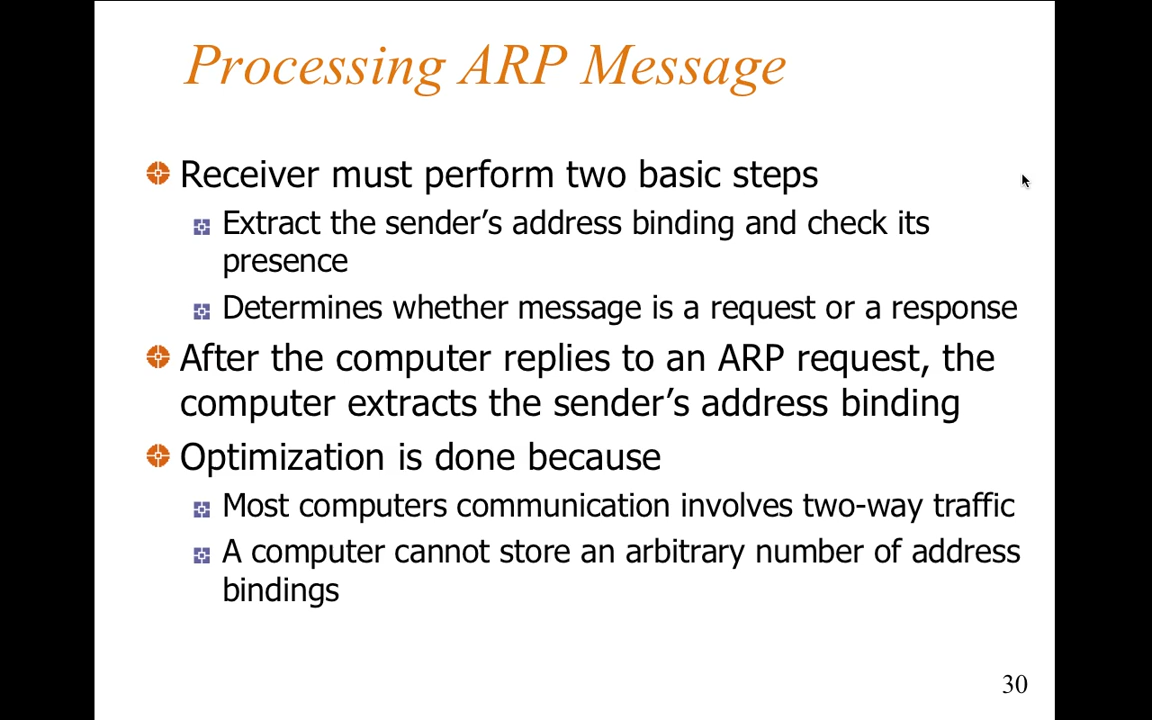 Processing ARP Message
Receiver must perform two basic steps
Extract the sender’s address binding and check its
presence
Determines whether message is a request or a response
After the computer replies to an ARP request, the
computer extracts the sender’s address binding
Optimization is done because
Most computers communication involves two-way traffic
A computer cannot store an arbitrary number of address
bindings
30